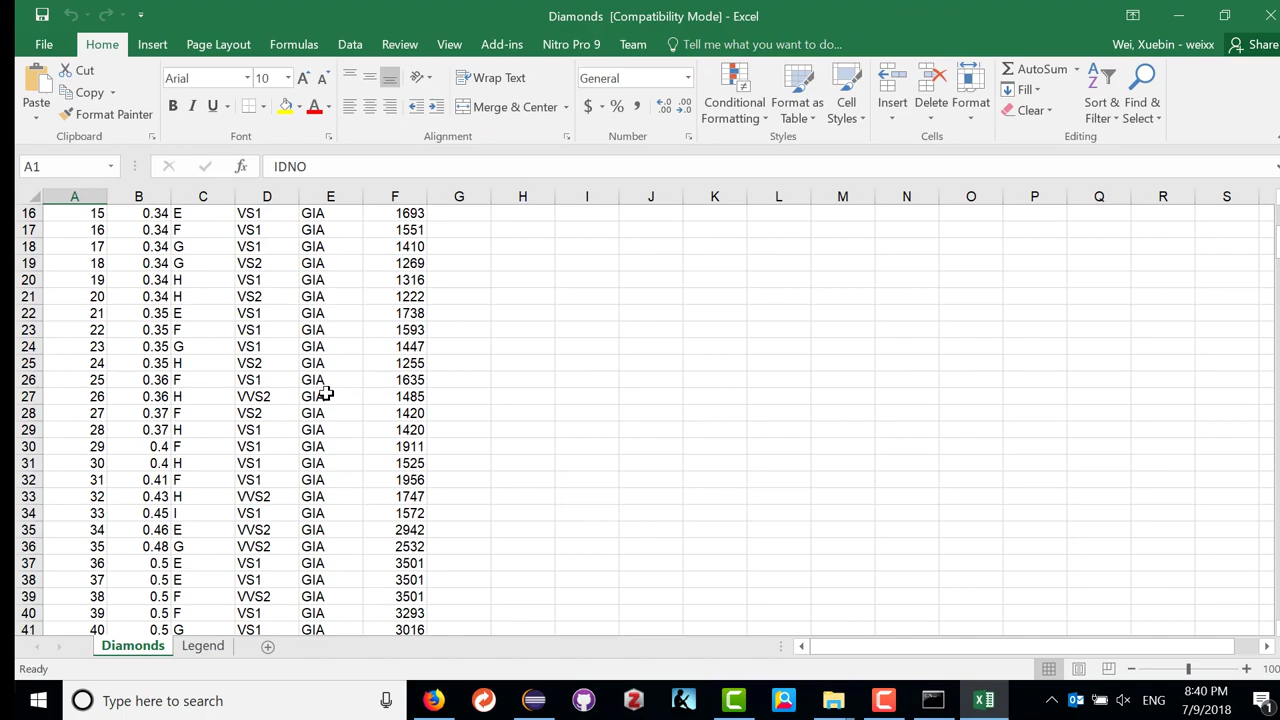 Diamonds [Compatibility Mode] - Excel
File Home Insert Page Layout Formulas Data Review View Add-ins Nitro Pro 9 Team Tell me what you want to do... Wei, Xuebin - weixx Share
Paste Cut Copy Format Painter Clipboard
Arial 10 B I U A Font
Wrap Text Merge & Center Alignment
General $ % , Number
Conditional Formatting Format as Table Cell Styles Styles
Insert Delete Format Cells
AutoSum Fill Clear Sort & Filter Find & Select Editing
A1 fx IDNO
A B C D E F G H I J K L M N O P Q R S
16 15 0.34 E VS1 GIA 1693
17 16 0.34 F VS1 GIA 1551
18 17 0.34 G VS1 GIA 1410
19 18 0.34 G VS2 GIA 1269
20 19 0.34 H VS1 GIA 1316
21 20 0.34 H VS2 GIA 1222
22 21 0.35 E VS1 GIA 1738
23 22 0.35 F VS1 GIA 1593
24 23 0.35 G VS1 GIA 1447
25 24 0.35 H VS2 GIA 1255
26 25 0.36 F VS1 GIA 1635
27 26 0.36 H VVS2 GIA 1485
28 27 0.37 F VS2 GIA 1420
29 28 0.37 H VS1 GIA 1420
30 29 0.4 F VS1 GIA 1911
31 30 0.4 H VS1 GIA 1525
32 31 0.41 F VS1 GIA 1956
33 32 0.43 H VVS2 GIA 1747
34 33 0.45 I VS1 GIA 1572
35 34 0.46 E VVS2 GIA 2942
36 35 0.48 G VVS2 GIA 2532
37 36 0.5 E VS1 GIA 3501
38 37 0.5 E VS1 GIA 3501
39 38 0.5 F VVS2 GIA 3501
40 39 0.5 F VS1 GIA 3293
41 40 0.5 G VS1 GIA 3016
Diamonds Legend
Ready 100
Type here to search ENG 8:40 PM
7/9/2018 1